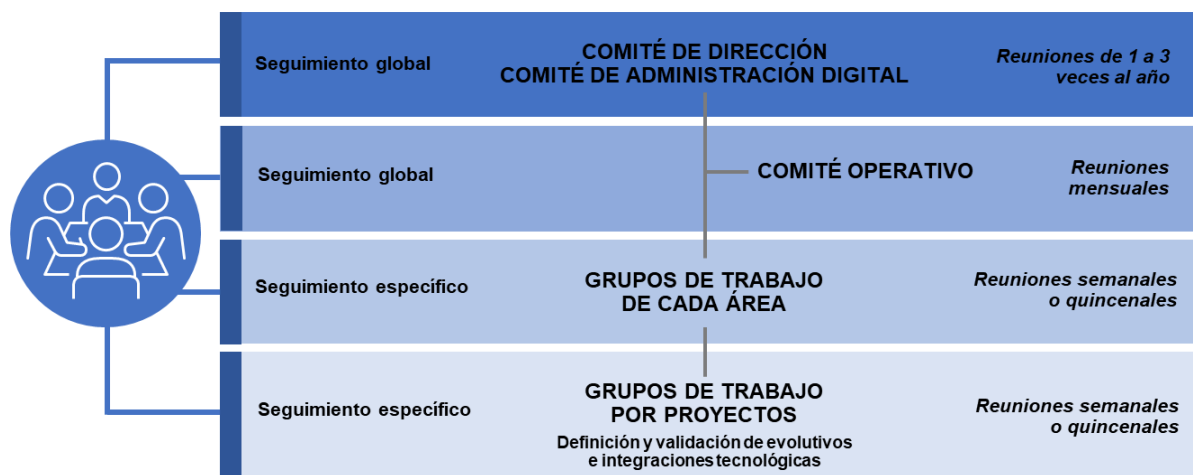 Seguimiento global
COMITÉ DE DIRECCIÓN
COMITÉ DE ADMINISTRACIÓN DIGITAL
Reuniones de 1 a 3
veces al año
Seguimiento global
COMITÉ OPERATIVO
Reuniones
mensuales
Seguimiento específico
GRUPOS DE TRABAJO
DE CADA ÁREA
Reuniones semanales
o quincenales
Seguimiento específico
GRUPOS DE TRABAJO
POR PROYECTOS
Definición y validación de evolutivos
e integraciones tecnológicas
Reuniones semanales
o quincenales